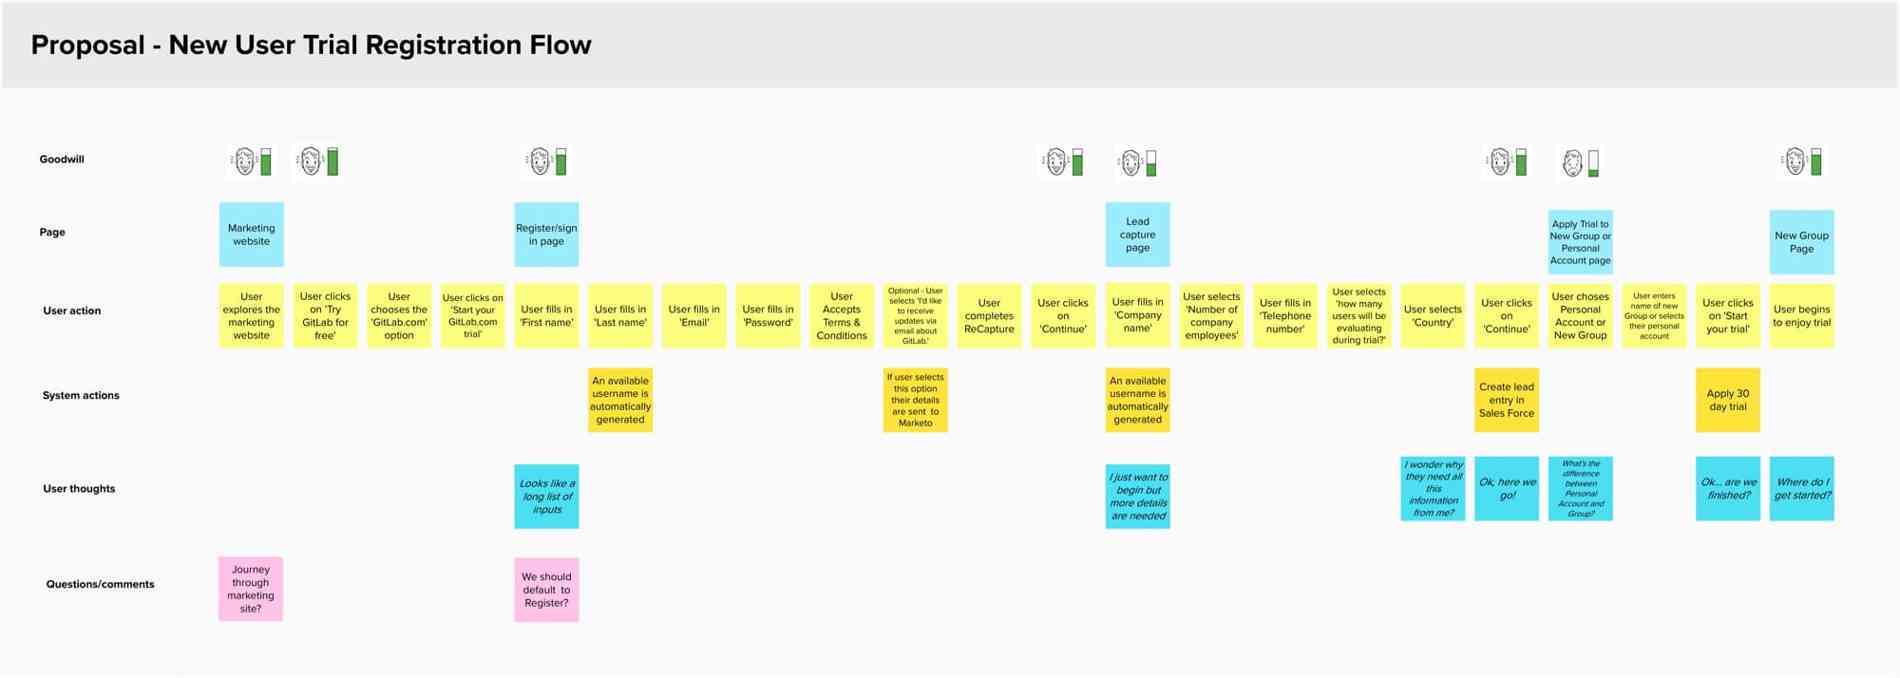 Proposal - New User Trial Registration Flow
Goodwill
Page
Marketing
website
Register/sign
in page
Lead
capture
page
Apply Trial to
New Group or
Personal
Account page
New Group
Page
User action
User
explores the
marketing
website
User clicks
on 'Try
GitLab for
free'
User
chooses the
'GitLab.com'
option
User clicks on
'Start your
GitLab.com
trial'
User fills in
'First name'
User fills in
'Last name'
User fills in
'Email'
User fills in
'Password'
User
Accepts
Terms &
Conditions
Optional - User
selects 'I'd like
to receive
updates via
email about
GitLab.'
User
completes
ReCapture
User clicks
on
'Continue'
User fills in
'Company
name'
User selects
'Number of
company
employees'
User fills in
'Telephone
number'
User selects
'how many
users will be
evaluating
during trial?'
User selects
'Country'
User clicks
on
'Continue'
User choses
Personal
Account or
New Group
User enters
name of new
Group or selects
their personal
account
User clicks
on 'Start
your trial'
User begins
to enjoy trial
System actions
An available
username is
automatically
generated
If user selects
this option
their details
are sent to
Marketo
An available
username is
automatically
generated
Create lead
entry in
Sales Force
Apply 30
day trial
User thoughts
Looks like a
long list of
inputs
I just want to
begin but
more details
are needed
I wonder why
they need all
this
information
from me?
Ok, here we
go!
What's the
difference
between
Personal
Account and
Group?
Ok... are we
finished?
Where do I
get started?
Questions/comments
Journey
through
marketing
site?
We should
default to
Register?